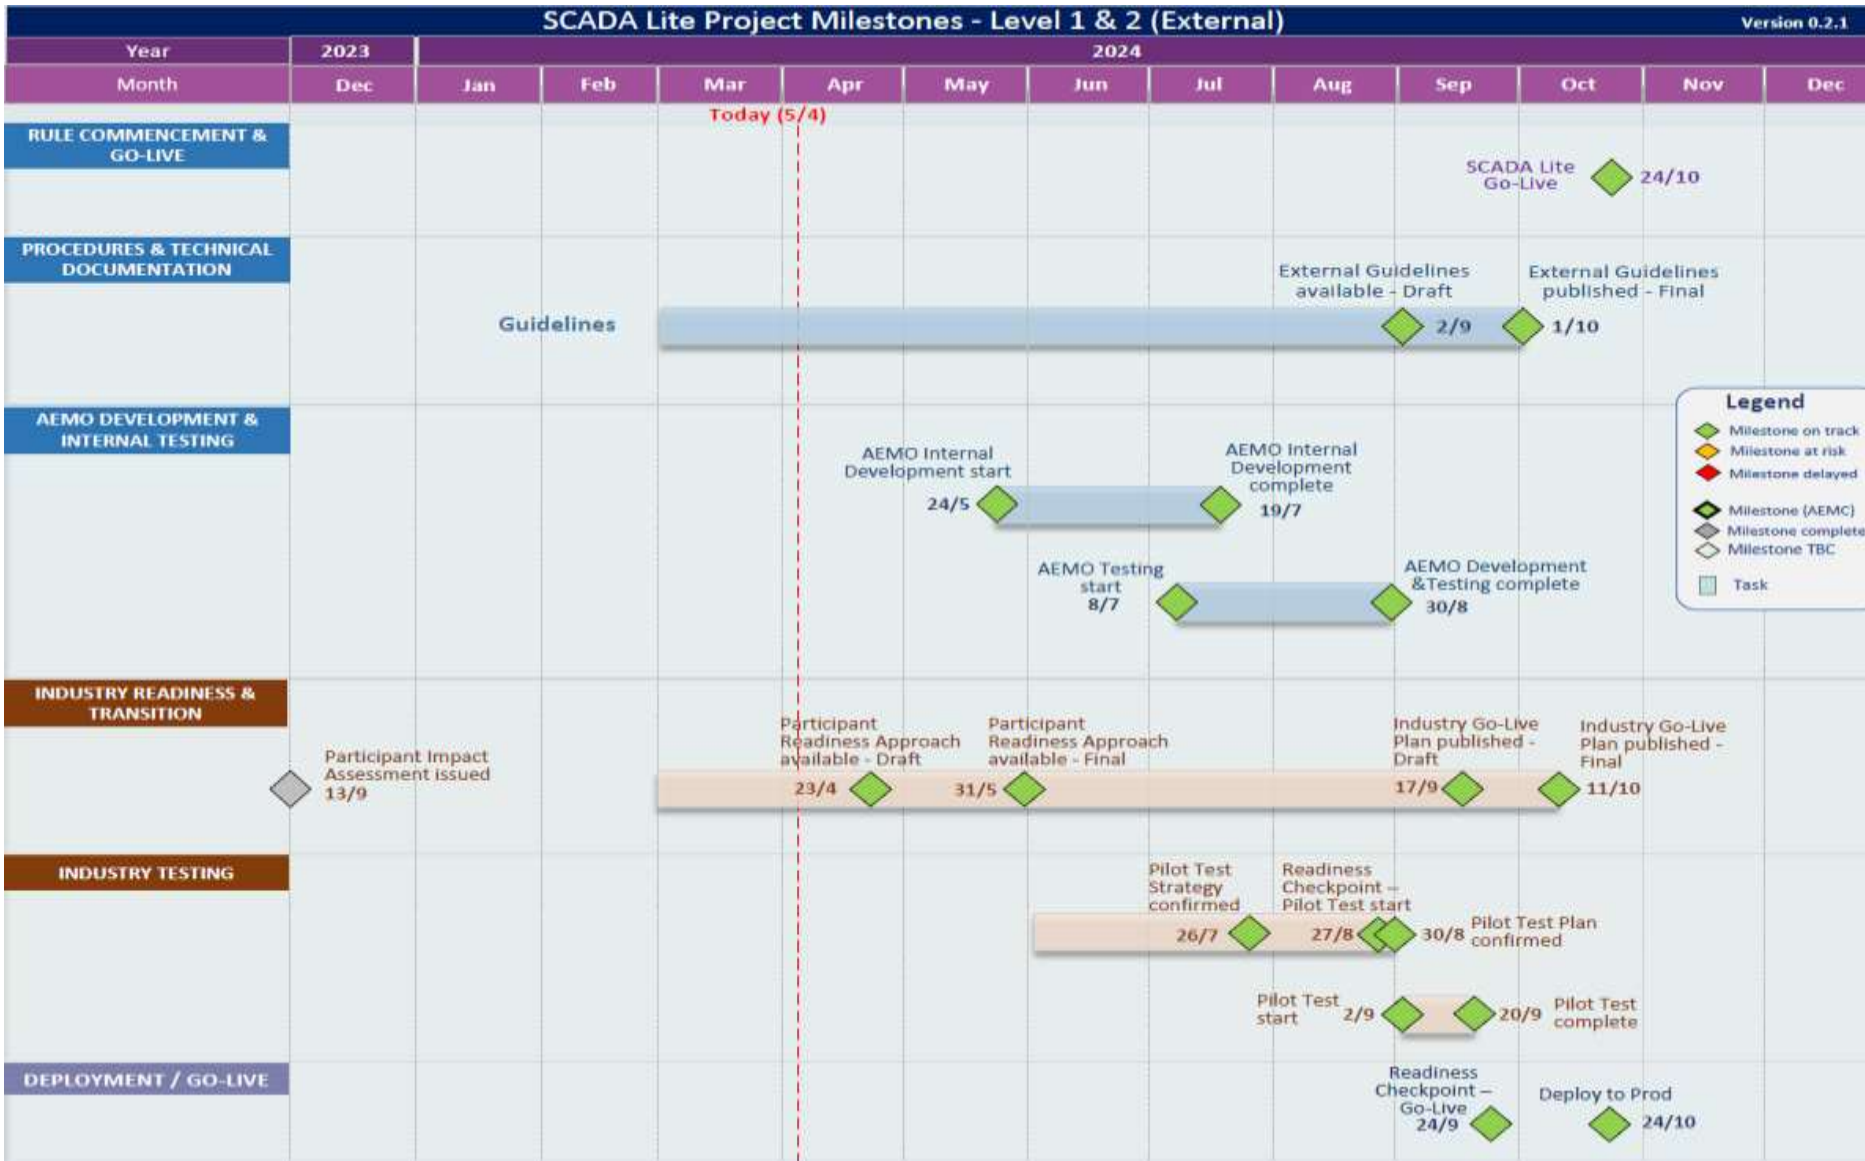 SCADA Lite Project Milestones - Level 1 & 2 (External)
Version 0.2.1
Year
2023
2024
Month
Dec
Jan
Feb
Mar
Apr
May
Jun
Jul
Aug
Sep
Oct
Nov
Dec
Today (5/4)
RULE COMMENCEMENT &
GO-LIVE
SCADA Lite
Go-Live
24/10
PROCEDURES & TECHNICAL
DOCUMENTATION
Guidelines
External Guidelines
available - Draft
2/9
External Guidelines
published - Final
1/10
Legend
Milestone on track
Milestone at risk
Milestone delayed
Milestone (AEMC)
Milestone complete
Milestone TBC
Task
AEMO DEVELOPMENT &
INTERNAL TESTING
AEMO Internal
Development start
24/5
AEMO Internal
Development
complete
19/7
AEMO Testing
start
8/7
AEMO Development
&Testing complete
30/8
INDUSTRY READINESS &
TRANSITION
Participant Impact
Assessment issued
13/9
Participant
Readiness Approach
available - Draft
23/4
Participant
Readiness Approach
available - Final
31/5
Industry Go-Live
Plan published -
Draft
17/9
Industry Go-Live
Plan published -
Final
11/10
INDUSTRY TESTING
Pilot Test
Strategy
confirmed
26/7
Readiness
Checkpoint –
Pilot Test start
27/8
30/8
Pilot Test Plan
confirmed
Pilot Test
start
2/9
20/9
Pilot Test
complete
DEPLOYMENT / GO-LIVE
Readiness
Checkpoint –
Go-Live
24/9
Deploy to Prod
24/10